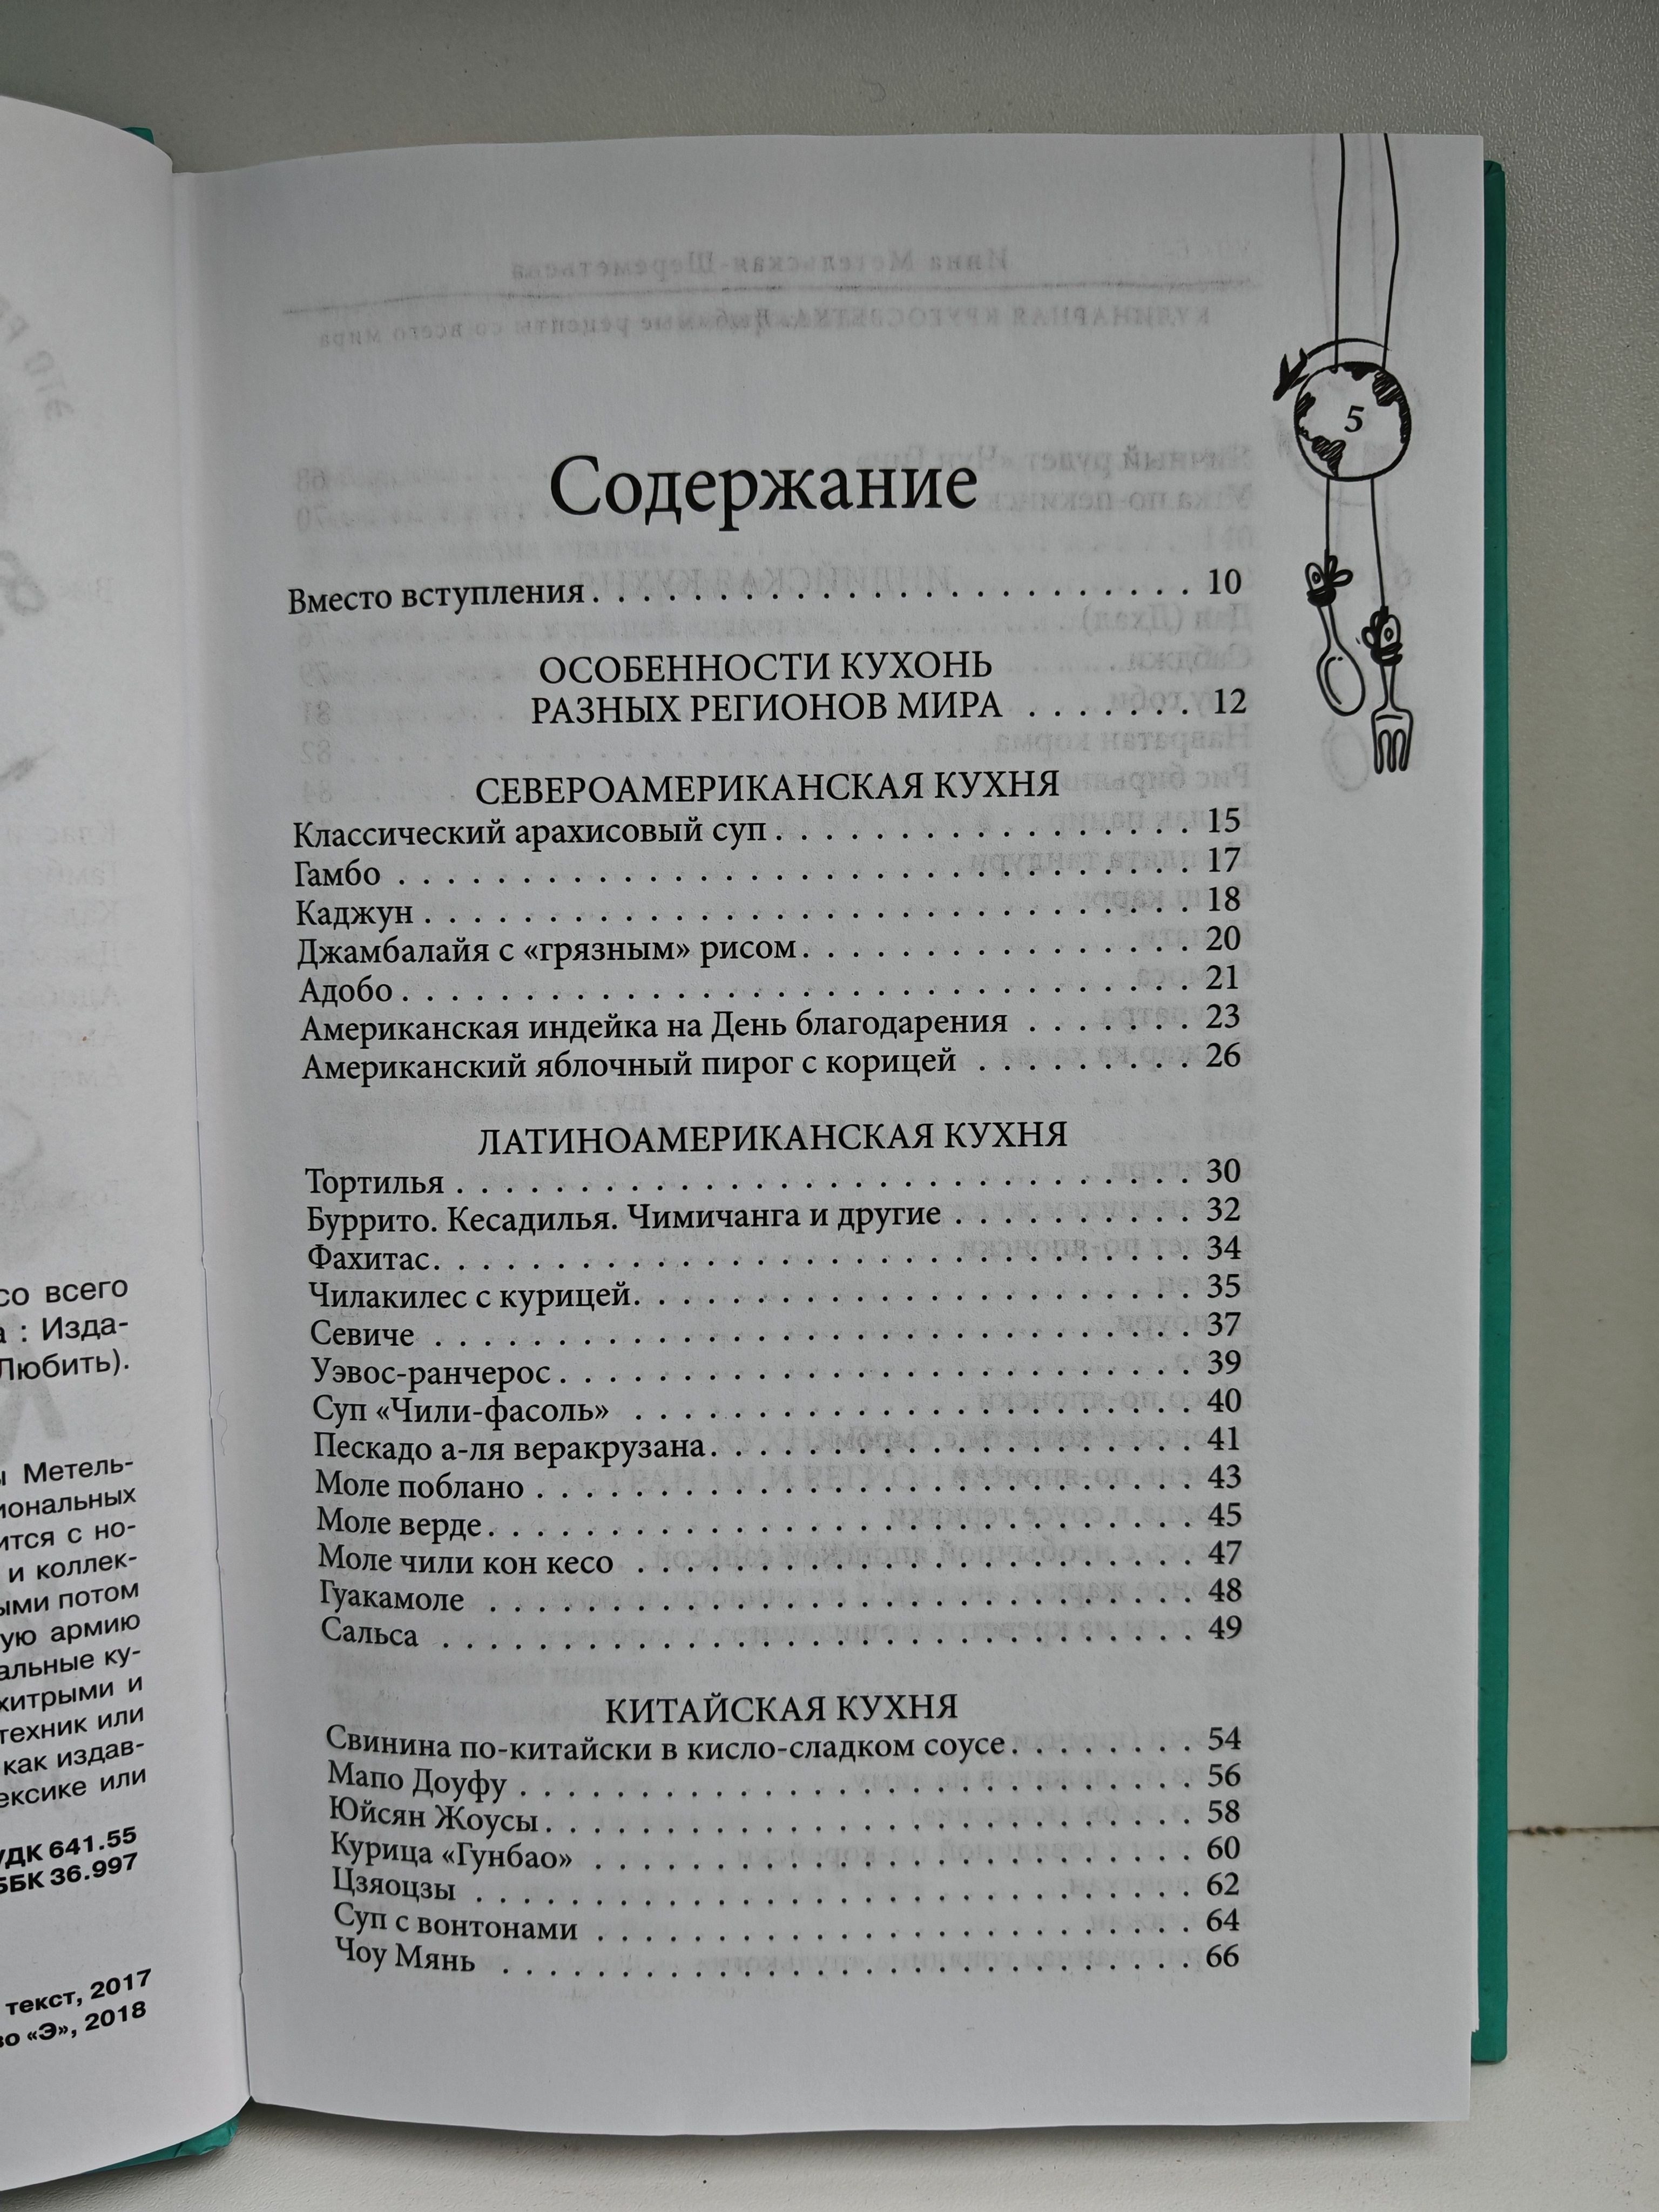 со всего
: Изда-
Любить).
Метель-
иональных
ится с но-
и коллек-
ыми потом
ую армию
альные ку-
хитрыми и
техник или
как издав-
ексике или
УДК 641.55
ББК 36.997
текст, 2017
во «Э», 2018
5
Содержание
Вместо вступления . . . . . . . . . . . . . . . . . . . . . . . . 10
ОСОБЕННОСТИ КУХОНЬ
РАЗНЫХ РЕГИОНОВ МИРА . . . . . . . 12
СЕВЕРОАМЕРИКАНСКАЯ КУХНЯ
Классический арахисовый суп . . . . . . . . . . . . . . . . . 15
Гамбо . . . . . . . . . . . . . . . . . . . . . . . . . . . . . . . . 17
Каджун . . . . . . . . . . . . . . . . . . . . . . . . . . . . . . . 18
Джамбалайя с «грязным» рисом . . . . . . . . . . . . . . . . 20
Адобо . . . . . . . . . . . . . . . . . . . . . . . . . . . . . . . . 21
Американская индейка на День благодарения . . . . . . . 23
Американский яблочный пирог с корицей . . . . . . . . . 26
ЛАТИНОАМЕРИКАНСКАЯ КУХНЯ
Тортилья . . . . . . . . . . . . . . . . . . . . . . . . . . . . . . 30
Буррито. Кесадилья. Чимичанга и другие . . . . . . . . . . 32
Фахитас . . . . . . . . . . . . . . . . . . . . . . . . . . . . . . . 34
Чилакилес с курицей . . . . . . . . . . . . . . . . . . . . . . . 35
Севиче . . . . . . . . . . . . . . . . . . . . . . . . . . . . . . . 37
Уэвос-ранчерос . . . . . . . . . . . . . . . . . . . . . . . . . . 39
Суп «Чили-фасоль» . . . . . . . . . . . . . . . . . . . . . . . 40
Пескадо а-ля веракрузана . . . . . . . . . . . . . . . . . . . . 41
Моле поблано . . . . . . . . . . . . . . . . . . . . . . . . . . . 43
Моле верде . . . . . . . . . . . . . . . . . . . . . . . . . . . . . 45
Моле чили кон кесо . . . . . . . . . . . . . . . . . . . . . . . 47
Гуакамоле . . . . . . . . . . . . . . . . . . . . . . . . . . . . . 48
Сальса . . . . . . . . . . . . . . . . . . . . . . . . . . . . . . . 49
КИТАЙСКАЯ КУХНЯ
Свинина по-китайски в кисло-сладком соусе . . . . . . . . 54
Мапо Доуфу . . . . . . . . . . . . . . . . . . . . . . . . . . . . 56
Юйсян Жоусы . . . . . . . . . . . . . . . . . . . . . . . . . . . 58
Курица «Гунбао» . . . . . . . . . . . . . . . . . . . . . . . . . 60
Цзяоцзы . . . . . . . . . . . . . . . . . . . . . . . . . . . . . . 62
Суп с вонтонами . . . . . . . . . . . . . . . . . . . . . . . . . 64
Чоу Мянь . . . . . . . . . . . . . . . . . . . . . . . . . . . . . 66